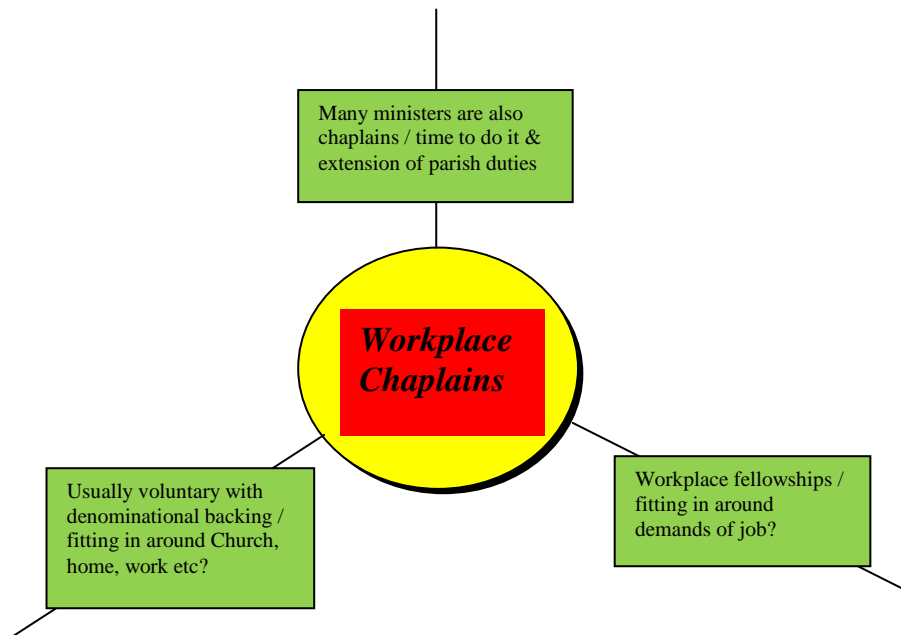 Many ministers are also
chaplains / time to do it &
extension of parish duties
Workplace
Chaplains
Usually voluntary with
denominational backing /
fitting in around Church,
home, work etc?
Workplace fellowships /
fitting in around
demands of job?